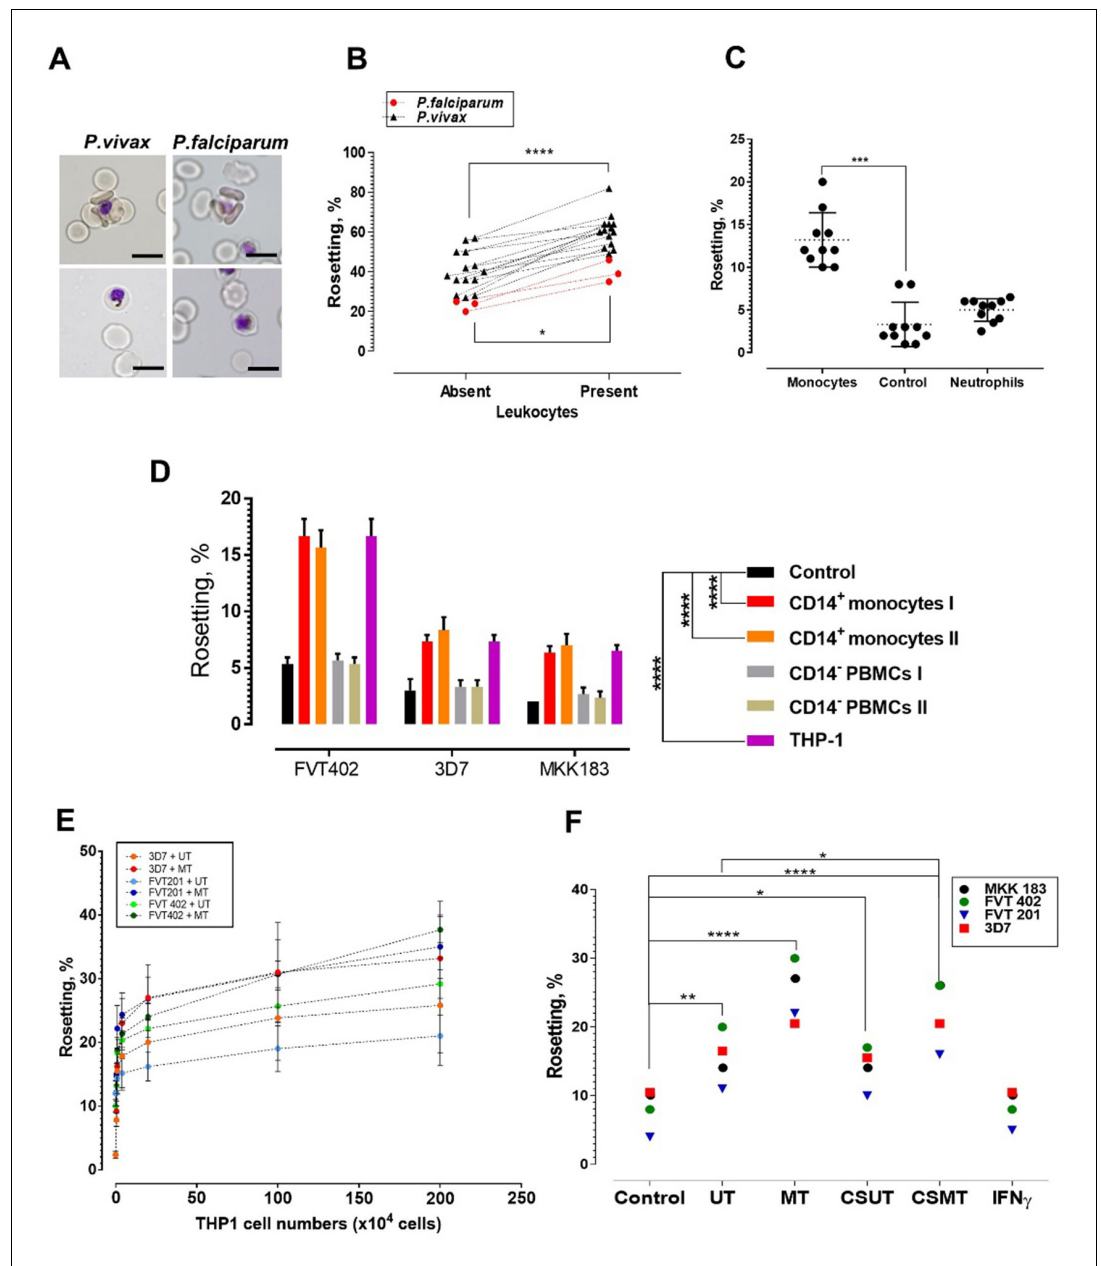 A
P.vivax P.falciparum
B
P.falciparum
P.vivax
Rosetting, %
100
80
60
40
20
0
****
*
Absent Present
Leukocytes
C
Rosetting, %
25
20
15
10
5
0
***
Monocytes Control Neutrophils
D
Rosetting, %
20
15
10
5
0
FVT402 3D7 MKK183
****
****
****
Control
CD14+ monocytes I
CD14+ monocytes II
CD14- PBMCs I
CD14- PBMCs II
THP-1
E
3D7 + UT
3D7 + MT
FVT201 + UT
FVT201 + MT
FVT 402 + UT
FVT402 + MT
Rosetting, %
50
40
30
20
10
0
0 50 100 150 200 250
THP1 cell numbers (x10⁴ cells)
F
MKK 183
FVT 402
FVT 201
3D7
Rosetting, %
40
30
20
10
0
*
****
*
****
**
Control UT MT CSUT CSMT IFNγ